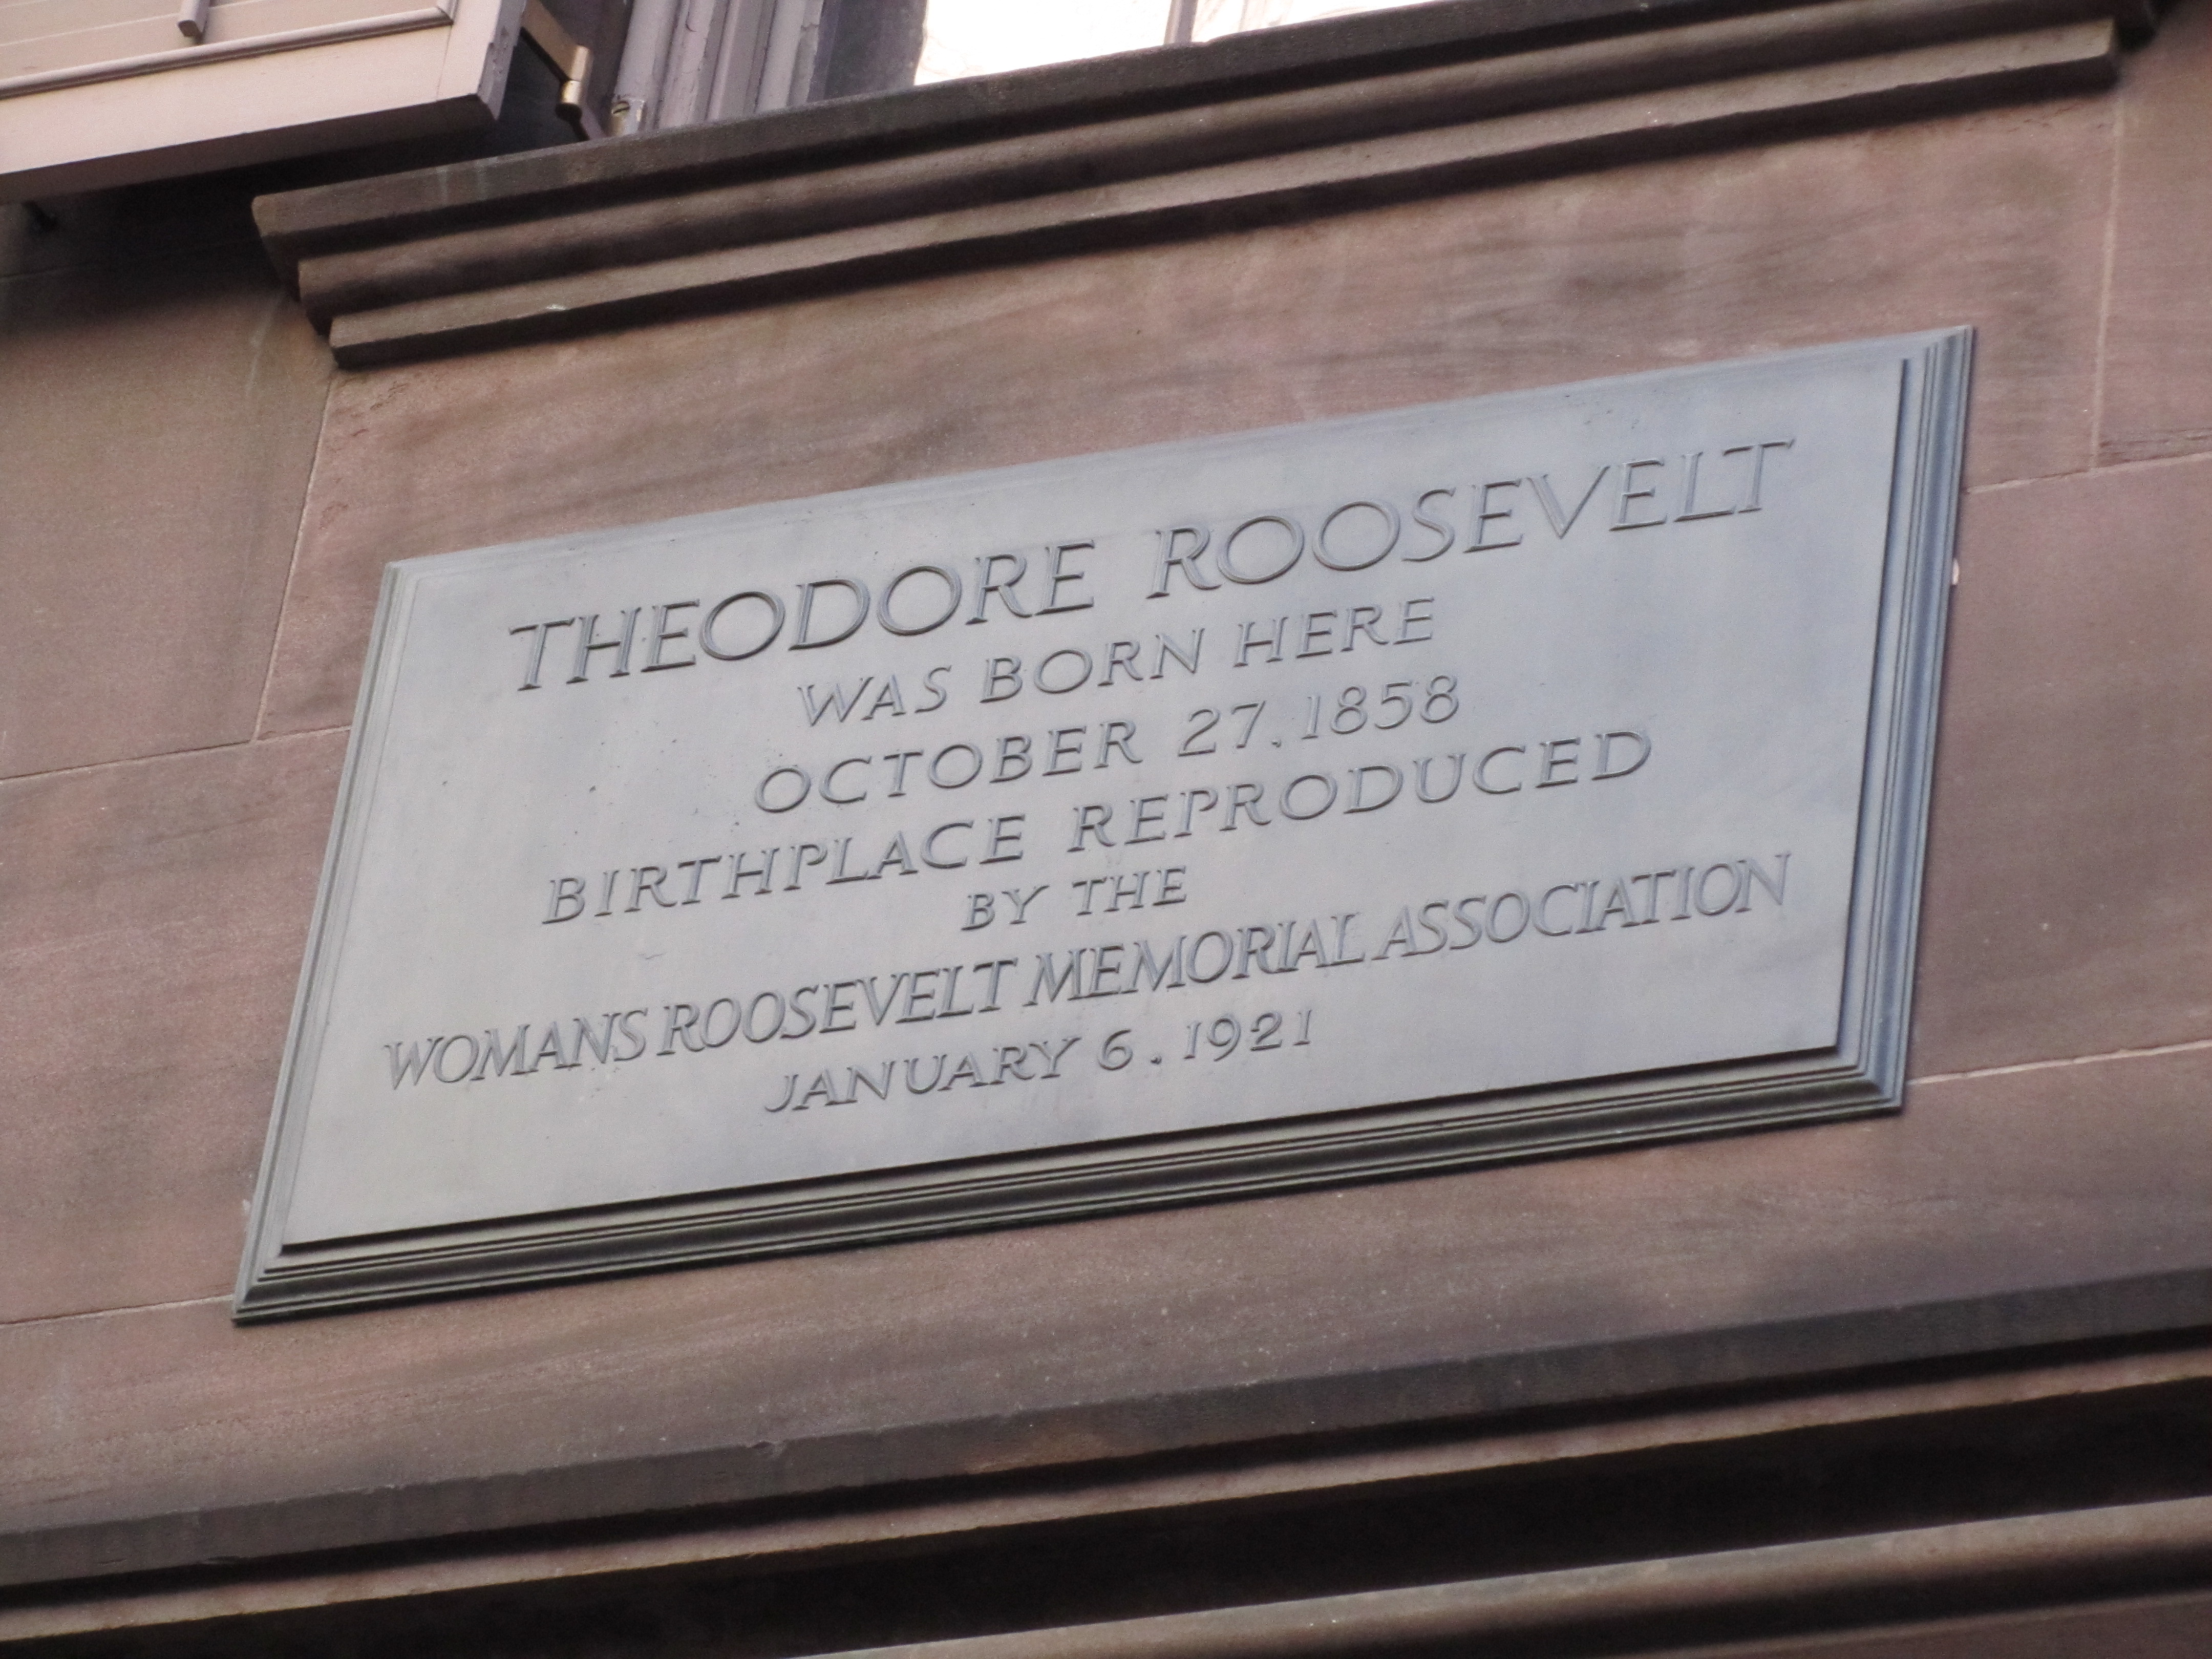 THEODORE ROOSEVELT
WAS BORN HERE
OCTOBER 27. 1858
BIRTHPLACE REPRODUCED
BY THE
WOMANS ROOSEVELT MEMORIAL ASSOCIATION
JANUARY 6. 1921